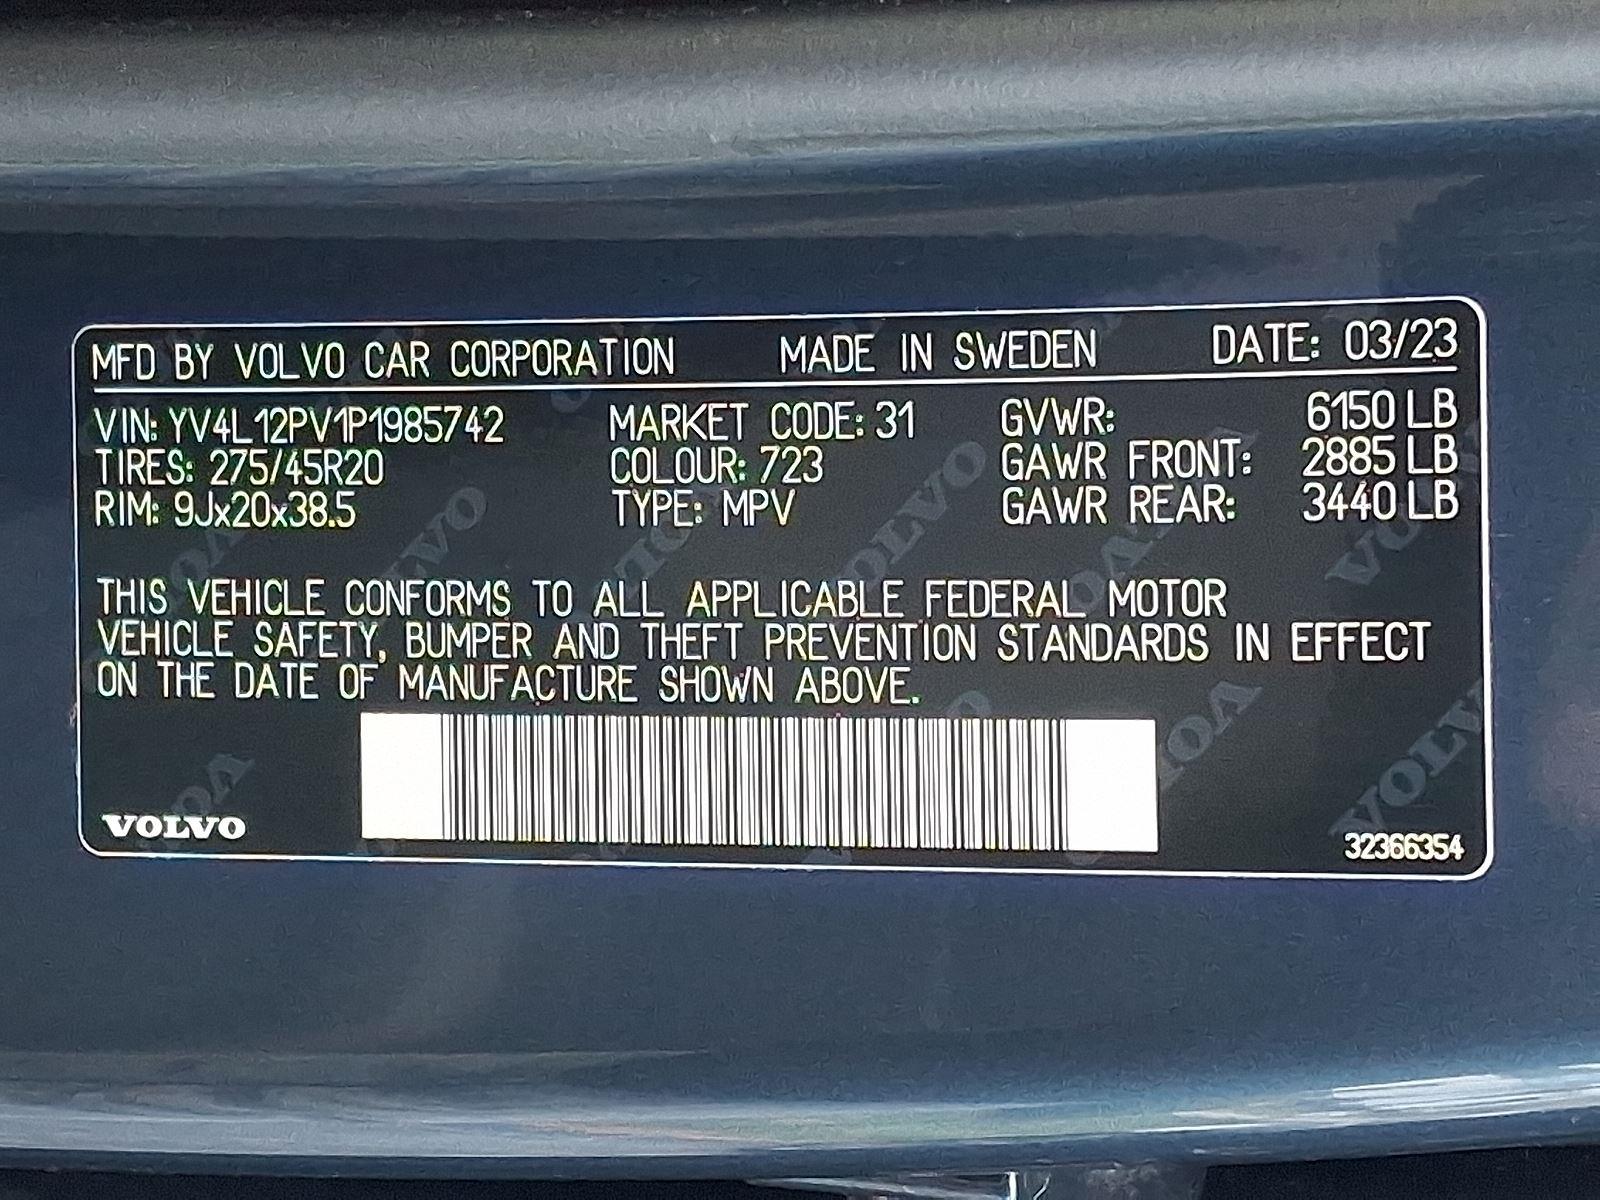 MFD BY VOLVO CAR CORPORATION MADE IN SWEDEN DATE: 03/23
VIN: YV4L12PV1P1985742 MARKET CODE: 31 GVWR: 6150 LB
TIRES: 275/45R20 COLOUR: 723 GAWR FRONT: 2885 LB
RIM: 9Jx20x38.5 TYPE: MPV GAWR REAR: 3440 LB
THIS VEHICLE CONFORMS TO ALL APPLICABLE FEDERAL MOTOR
VEHICLE SAFETY, BUMPER AND THEFT PREVENTION STANDARDS IN EFFECT
ON THE DATE OF MANUFACTURE SHOWN ABOVE.
VOLVO
32366354